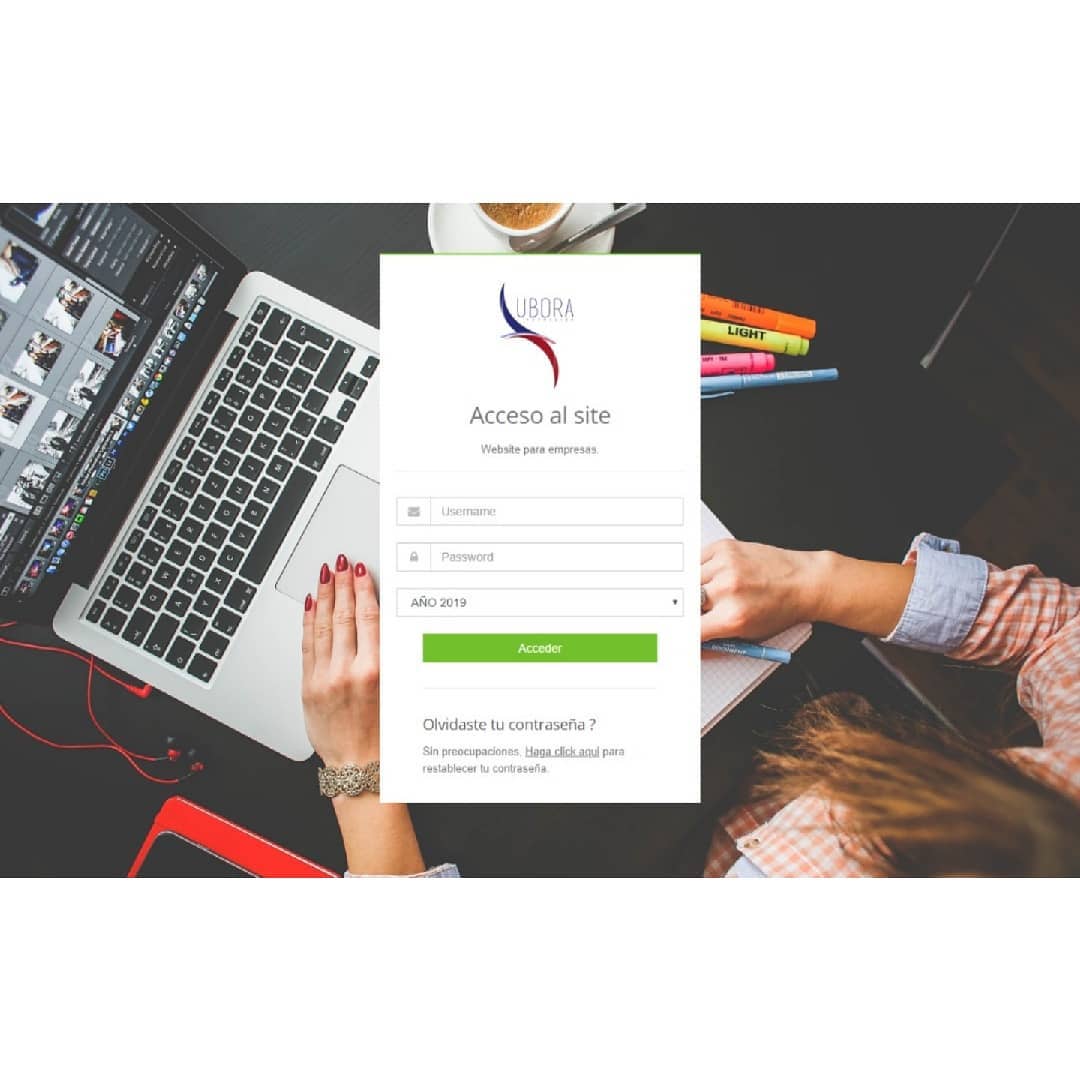 UBORA
Acceso al site
Website para empresas.
Username
Password
AÑO 2019
Acceder
Olvidaste tu contraseña ?
Sin preocupaciones, Haga click aqui para
restablecer tu contraseña.
LIGHT